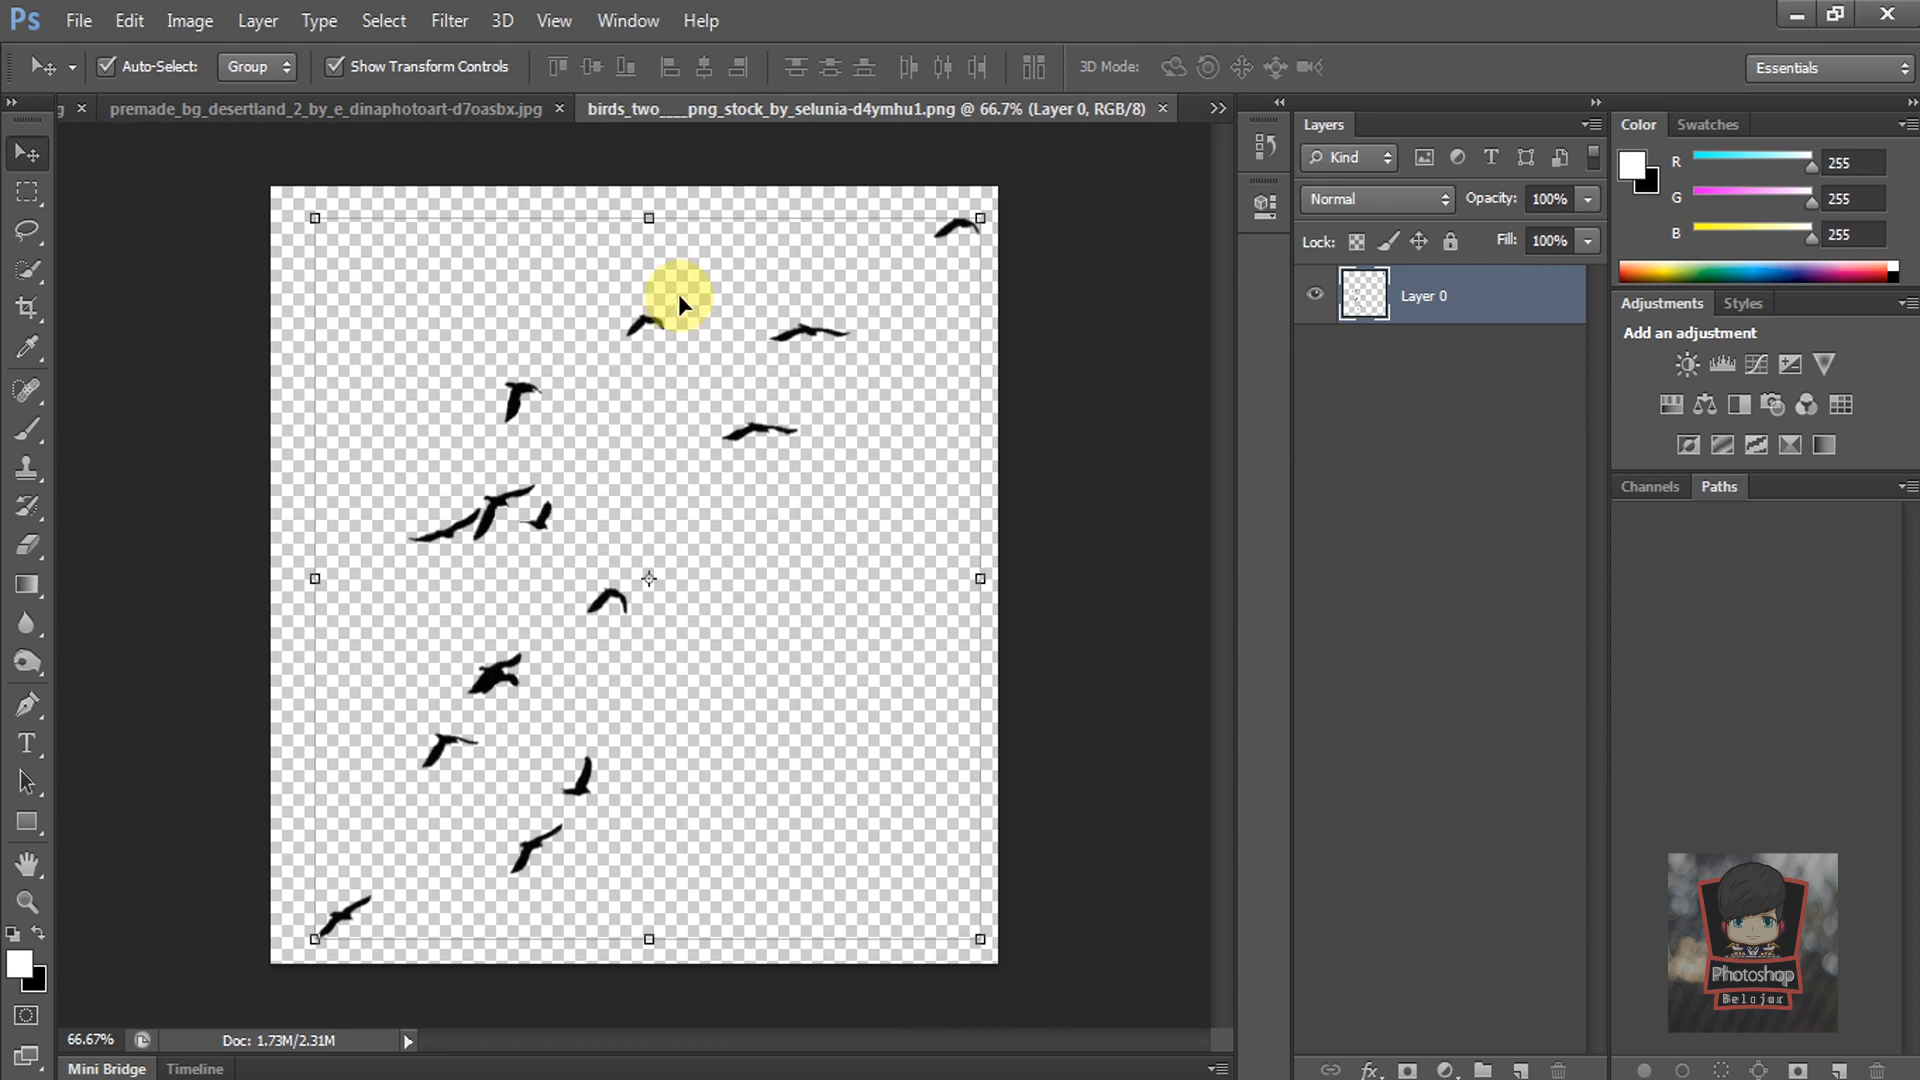 Ps File Edit Image Layer Type Select Filter 3D View Window Help
Auto-Select: Group Show Transform Controls 3D Mode: Essentials
g × premade_bg_desertland_2_by_e_dinaphotoart-d7oasbx.jpg × birds_two____png_stock_by_selunia-d4ymhu1.png @ 66.7% (Layer 0, RGB/8) ×
Layers
Kind
Normal Opacity: 100%
Lock: Fill: 100%
Layer 0
Color Swatches
R 255
G 255
B 255
Adjustments Styles
Add an adjustment
Channels Paths
Photoshop
Belajar
66.67% Doc: 1.73M/2.31M
Mini Bridge Timeline